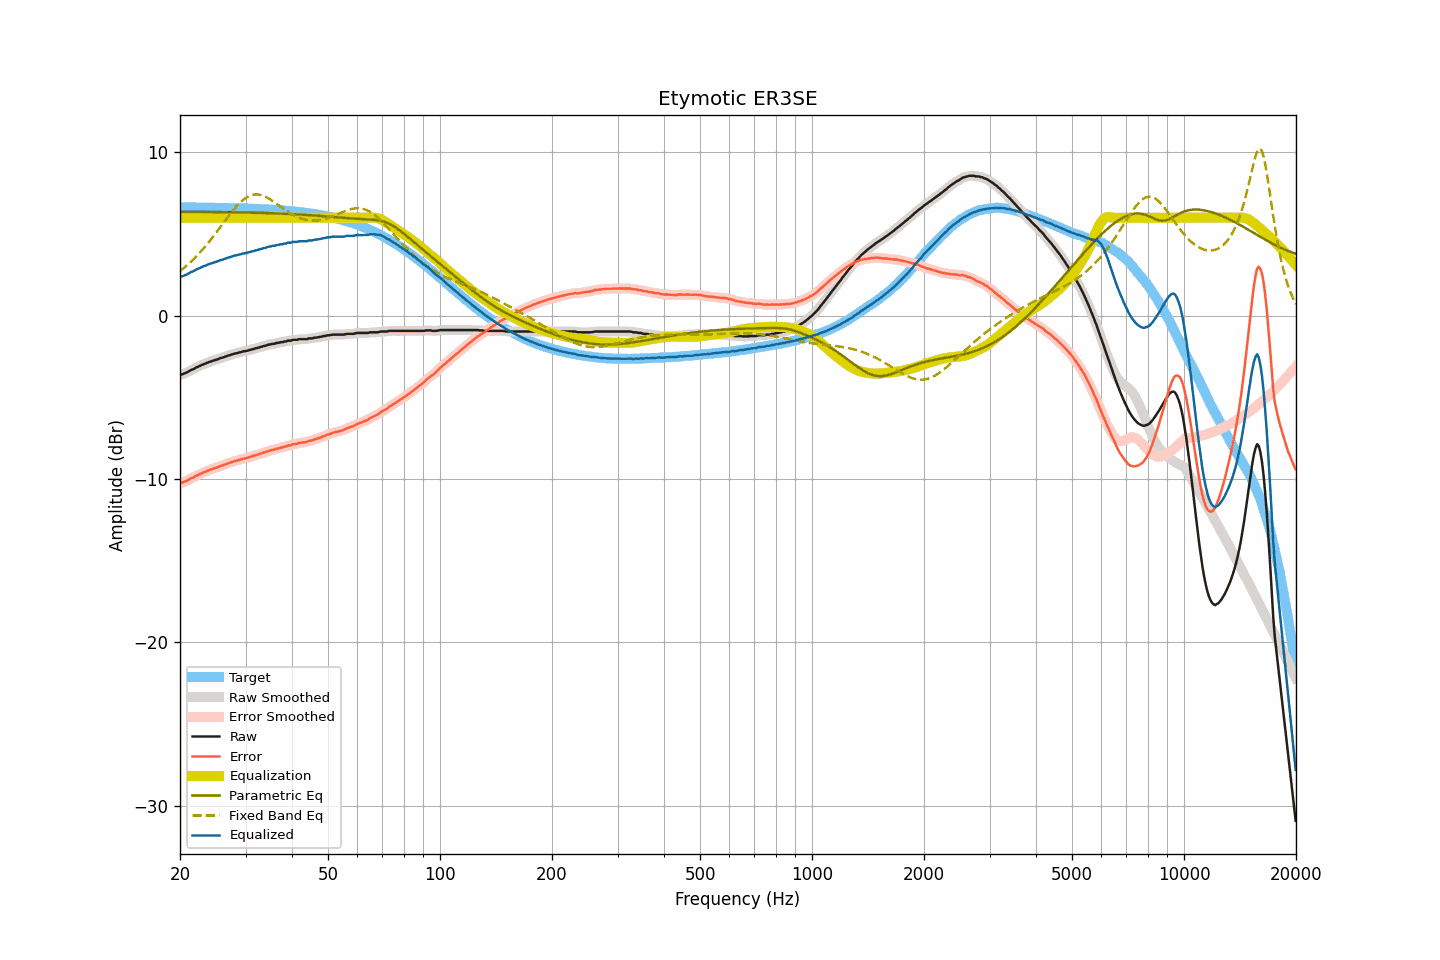 Etymotic ER3SE
10
0
−10
−20
−30
Amplitude (dBr)
Target
Raw Smoothed
Error Smoothed
Raw
Error
Equalization
Parametric Eq
Fixed Band Eq
Equalized
20 50 100 200 500 1000 2000 5000 10000 20000
Frequency (Hz)